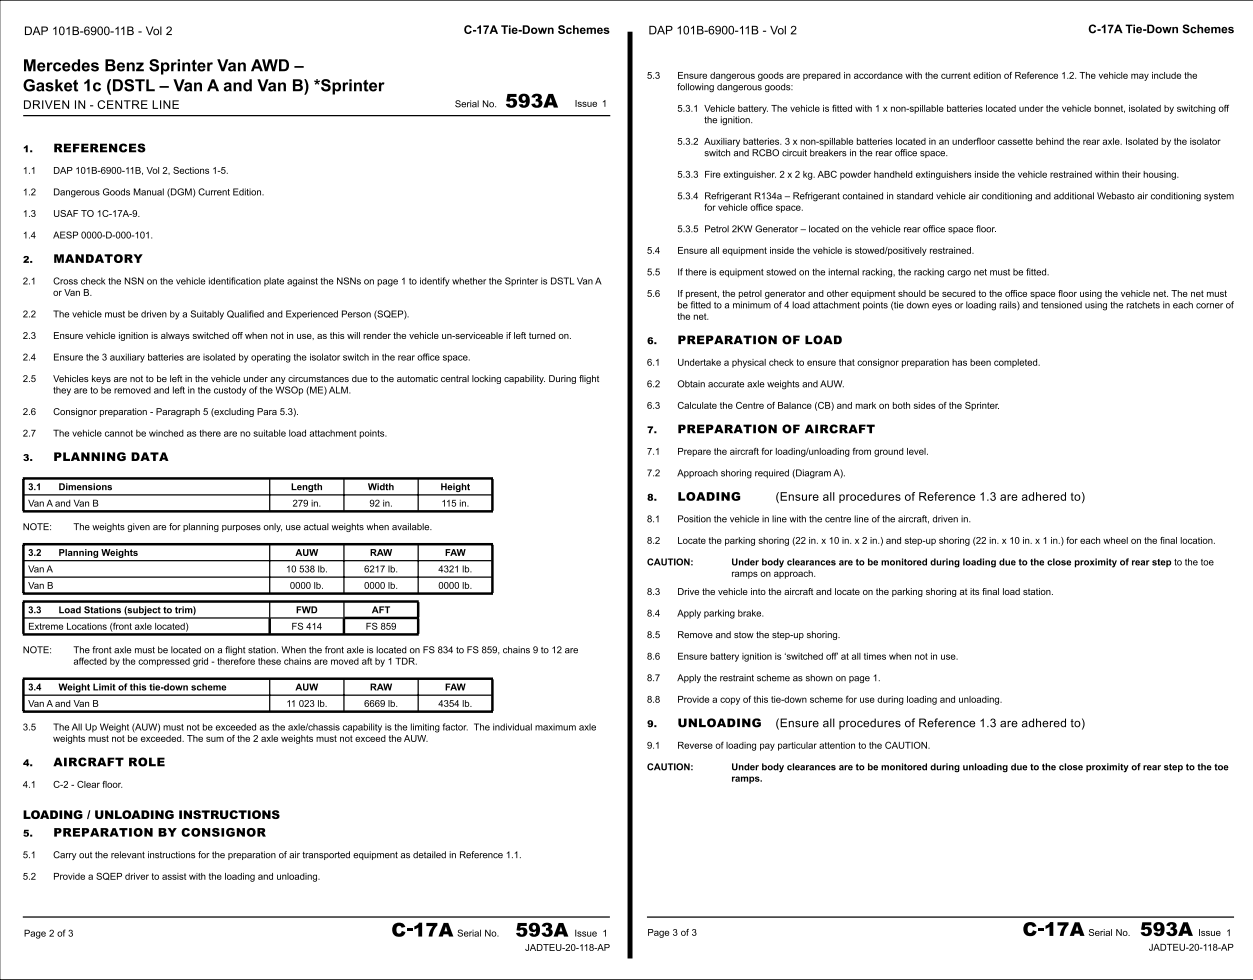 DAP 101B-6900-11B - Vol 2
C-17A Tie-Down Schemes
Mercedes Benz Sprinter Van AWD –
Gasket 1c (DSTL – Van A and Van B) *Sprinter
DRIVEN IN - CENTRE LINE
Serial No. 593A Issue 1
1. REFERENCES
1.1 DAP 101B-6900-11B, Vol 2, Sections 1-5.
1.2 Dangerous Goods Manual (DGM) Current Edition.
1.3 USAF TO 1C-17A-9.
1.4 AESP 0000-D-000-101.
2. MANDATORY
2.1 Cross check the NSN on the vehicle identification plate against the NSNs on page 1 to identify whether the Sprinter is DSTL Van A
or Van B.
2.2 The vehicle must be driven by a Suitably Qualified and Experienced Person (SQEP).
2.3 Ensure vehicle ignition is always switched off when not in use, as this will render the vehicle un-serviceable if left turned on.
2.4 Ensure the 3 auxiliary batteries are isolated by operating the isolator switch in the rear office space.
2.5 Vehicles keys are not to be left in the vehicle under any circumstances due to the automatic central locking capability. During flight
they are to be removed and left in the custody of the WSOp (ME) ALM.
2.6 Consignor preparation - Paragraph 5 (excluding Para 5.3).
2.7 The vehicle cannot be winched as there are no suitable load attachment points.
3. PLANNING DATA
3.1 Dimensions Length Width Height
Van A and Van B 279 in. 92 in. 115 in.
NOTE: The weights given are for planning purposes only, use actual weights when available.
3.2 Planning Weights AUW RAW FAW
Van A 10 538 lb. 6217 lb. 4321 lb.
Van B 0000 lb. 0000 lb. 0000 lb.
3.3 Load Stations (subject to trim) FWD AFT
Extreme Locations (front axle located) FS 414 FS 859
NOTE: The front axle must be located on a flight station. When the front axle is located on FS 834 to FS 859, chains 9 to 12 are
affected by the compressed grid - therefore these chains are moved aft by 1 TDR.
3.4 Weight Limit of this tie-down scheme AUW RAW FAW
Van A and Van B 11 023 lb. 6669 lb. 4354 lb.
3.5 The All Up Weight (AUW) must not be exceeded as the axle/chassis capability is the limiting factor. The individual maximum axle
weights must not be exceeded. The sum of the 2 axle weights must not exceed the AUW.
4. AIRCRAFT ROLE
4.1 C-2 - Clear floor.
LOADING / UNLOADING INSTRUCTIONS
5. PREPARATION BY CONSIGNOR
5.1 Carry out the relevant instructions for the preparation of air transported equipment as detailed in Reference 1.1.
5.2 Provide a SQEP driver to assist with the loading and unloading.
Page 2 of 3
C-17A Serial No. 593A Issue 1
JADTEU-20-118-AP
DAP 101B-6900-11B - Vol 2
C-17A Tie-Down Schemes
5.3 Ensure dangerous goods are prepared in accordance with the current edition of Reference 1.2. The vehicle may include the
following dangerous goods:
5.3.1 Vehicle battery. The vehicle is fitted with 1 x non-spillable batteries located under the vehicle bonnet, isolated by switching off
the ignition.
5.3.2 Auxiliary batteries. 3 x non-spillable batteries located in an underfloor cassette behind the rear axle. Isolated by the isolator
switch and RCBO circuit breakers in the rear office space.
5.3.3 Fire extinguisher. 2 x 2 kg. ABC powder handheld extinguishers inside the vehicle restrained within their housing.
5.3.4 Refrigerant R134a – Refrigerant contained in standard vehicle air conditioning and additional Webasto air conditioning system
for vehicle office space.
5.3.5 Petrol 2KW Generator – located on the vehicle rear office space floor.
5.4 Ensure all equipment inside the vehicle is stowed/positively restrained.
5.5 If there is equipment stowed on the internal racking, the racking cargo net must be fitted.
5.6 If present, the petrol generator and other equipment should be secured to the office space floor using the vehicle net. The net must
be fitted to a minimum of 4 load attachment points (tie down eyes or loading rails) and tensioned using the ratchets in each corner of
the net.
6. PREPARATION OF LOAD
6.1 Undertake a physical check to ensure that consignor preparation has been completed.
6.2 Obtain accurate axle weights and AUW.
6.3 Calculate the Centre of Balance (CB) and mark on both sides of the Sprinter.
7. PREPARATION OF AIRCRAFT
7.1 Prepare the aircraft for loading/unloading from ground level.
7.2 Approach shoring required (Diagram A).
8. LOADING (Ensure all procedures of Reference 1.3 are adhered to)
8.1 Position the vehicle in line with the centre line of the aircraft, driven in.
8.2 Locate the parking shoring (22 in. x 10 in. x 2 in.) and step-up shoring (22 in. x 10 in. x 1 in.) for each wheel on the final location.
CAUTION: Under body clearances are to be monitored during loading due to the close proximity of rear step to the toe
ramps on approach.
8.3 Drive the vehicle into the aircraft and locate on the parking shoring at its final load station.
8.4 Apply parking brake.
8.5 Remove and stow the step-up shoring.
8.6 Ensure battery ignition is ‘switched off’ at all times when not in use.
8.7 Apply the restraint scheme as shown on page 1.
8.8 Provide a copy of this tie-down scheme for use during loading and unloading.
9. UNLOADING (Ensure all procedures of Reference 1.3 are adhered to)
9.1 Reverse of loading pay particular attention to the CAUTION.
CAUTION: Under body clearances are to be monitored during unloading due to the close proximity of rear step to the toe
ramps.
Page 3 of 3
C-17A Serial No. 593A Issue 1
JADTEU-20-118-AP